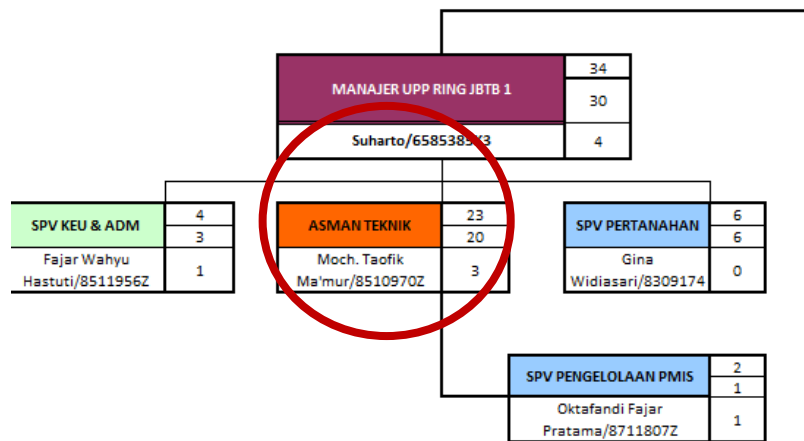 34
MANAJER UPP RING JBTB 1
30
Suharto/6585385K3
4
SPV KEU & ADM
4
3
Fajar Wahyu
Hastuti/8511956Z
1
ASMAN TEKNIK
23
20
Moch. Taofik
Ma'mur/8510970Z
3
SPV PERTANAHAN
6
6
Gina
Widiasari/8309174
0
SPV PENGELOLAAN PMIS
2
1
Oktafandi Fajar
Pratama/8711807Z
1